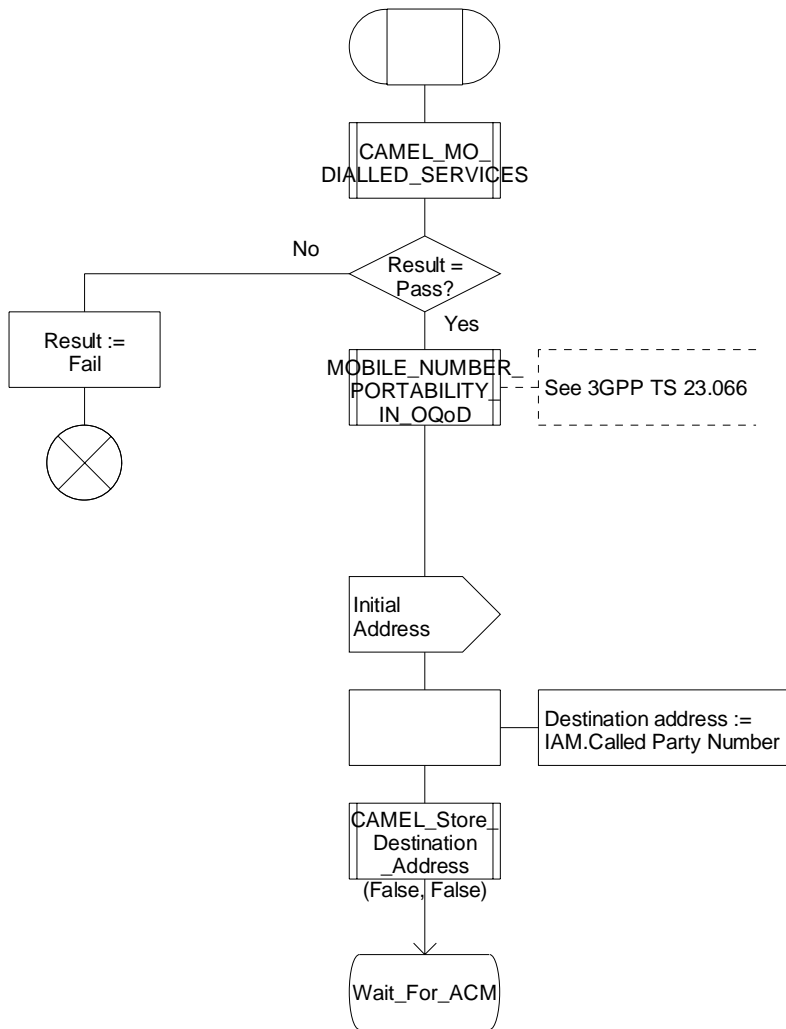 CAMEL_MO_
DIALLED_SERVICES
No
Result =
Pass?
Yes
Result :=
Fail
MOBILE_NUMBER_
PORTABILITY_
IN_OQoD
See 3GPP TS 23.066
Initial
Address
Destination address :=
IAM.Called Party Number
CAMEL_Store_
Destination
_Address
(False, False)
Wait_For_ACM